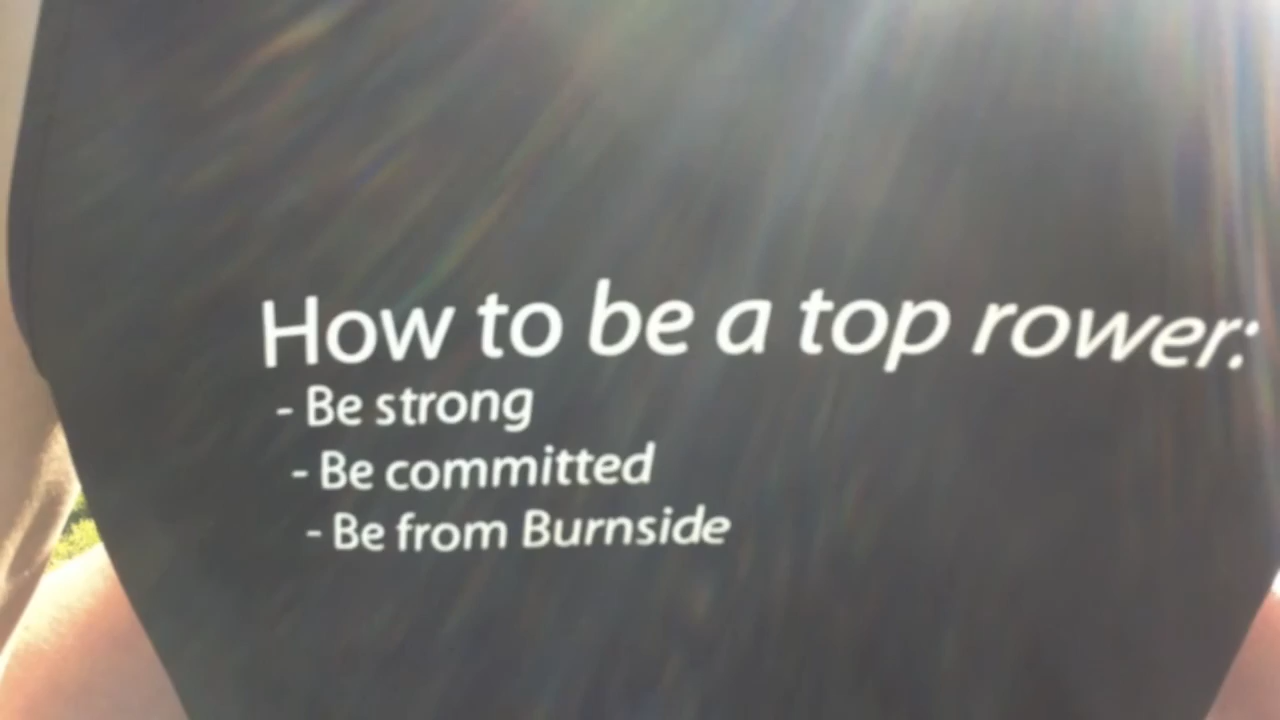 How to be a top rower:
- Be strong
- Be committed
- Be from Burnside